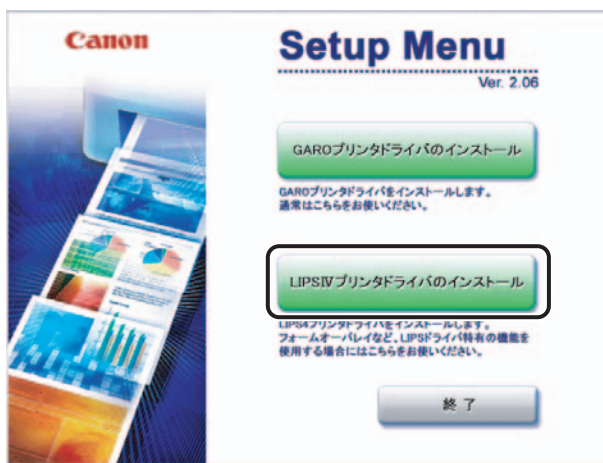 Canon
Setup Menu
Ver. 2.06
GAROプリンタドライバのインストール
GAROプリンタドライバをインストールします。
通常はこちらをお使いください。
LIPSⅣプリンタドライバのインストール
LIPS4プリンタドライバをインストールします。
フォームオーバレイなど、LIPSドライバ特有の機能を
使用する場合にはこちらをお使いください。
終 了